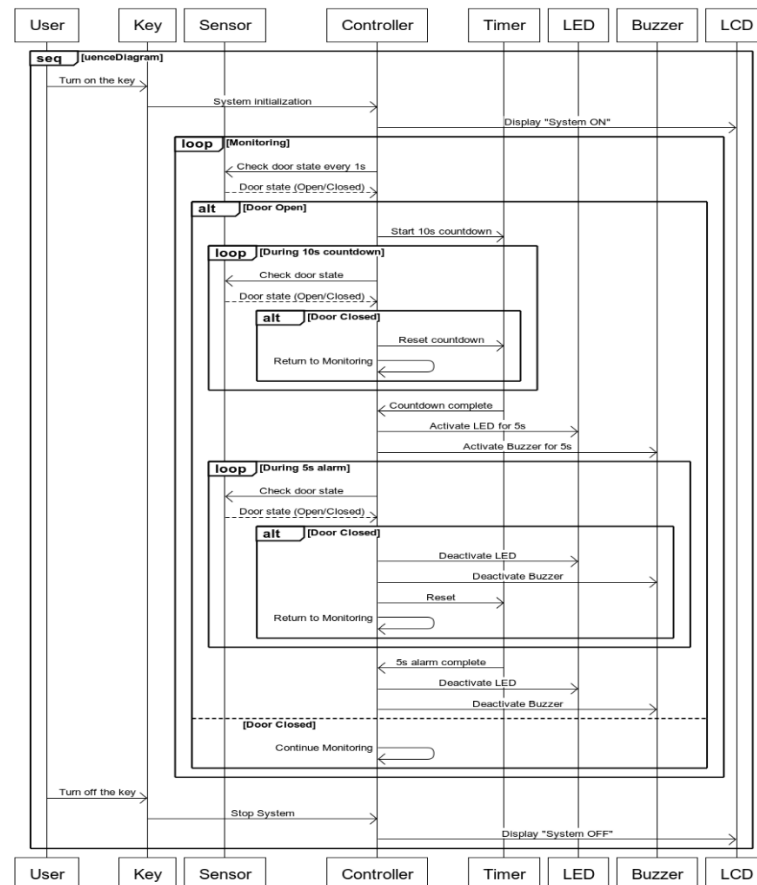 User Key Sensor Controller Timer LED Buzzer LCD
seq [uenceDiagram]
Turn on the key
System initialization
Display "System ON"
loop [Monitoring]
Check door state every 1s
Door state (Open/Closed)
alt [Door Open]
Start 10s countdown
loop [During 10s countdown]
Check door state
Door state (Open/Closed)
alt [Door Closed]
Reset countdown
Return to Monitoring
Countdown complete
Activate LED for 5s
Activate Buzzer for 5s
loop [During 5s alarm]
Check door state
Door state (Open/Closed)
alt [Door Closed]
Deactivate LED
Deactivate Buzzer
Reset
Return to Monitoring
5s alarm complete
Deactivate LED
Deactivate Buzzer
[Door Closed]
Continue Monitoring
Turn off the key
Stop System
Display "System OFF"
User Key Sensor Controller Timer LED Buzzer LCD